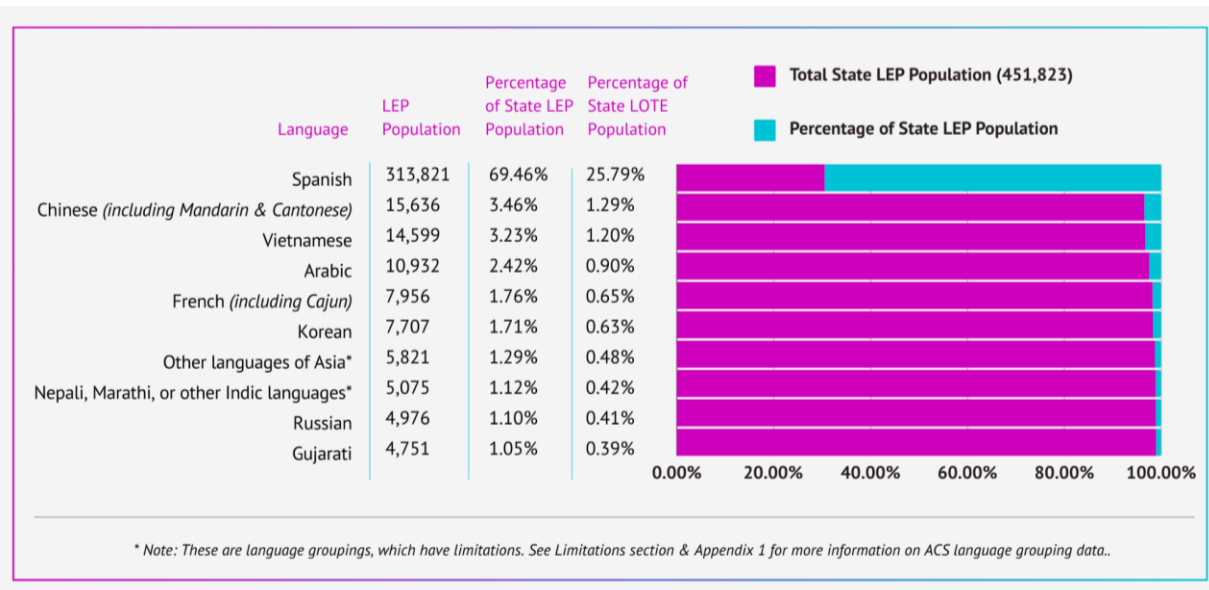 Total State LEP Population (451,823)
Percentage of State LEP Population
Language
LEP
Population
Percentage
of State LEP
Population
Percentage of
State LOTE
Population
Spanish 313,821 69.46% 25.79%
Chinese (including Mandarin & Cantonese) 15,636 3.46% 1.29%
Vietnamese 14,599 3.23% 1.20%
Arabic 10,932 2.42% 0.90%
French (including Cajun) 7,956 1.76% 0.65%
Korean 7,707 1.71% 0.63%
Other languages of Asia* 5,821 1.29% 0.48%
Nepali, Marathi, or other Indic languages* 5,075 1.12% 0.42%
Russian 4,976 1.10% 0.41%
Gujarati 4,751 1.05% 0.39%
0.00% 20.00% 40.00% 60.00% 80.00% 100.00%
* Note: These are language groupings, which have limitations. See Limitations section & Appendix 1 for more information on ACS language grouping data..